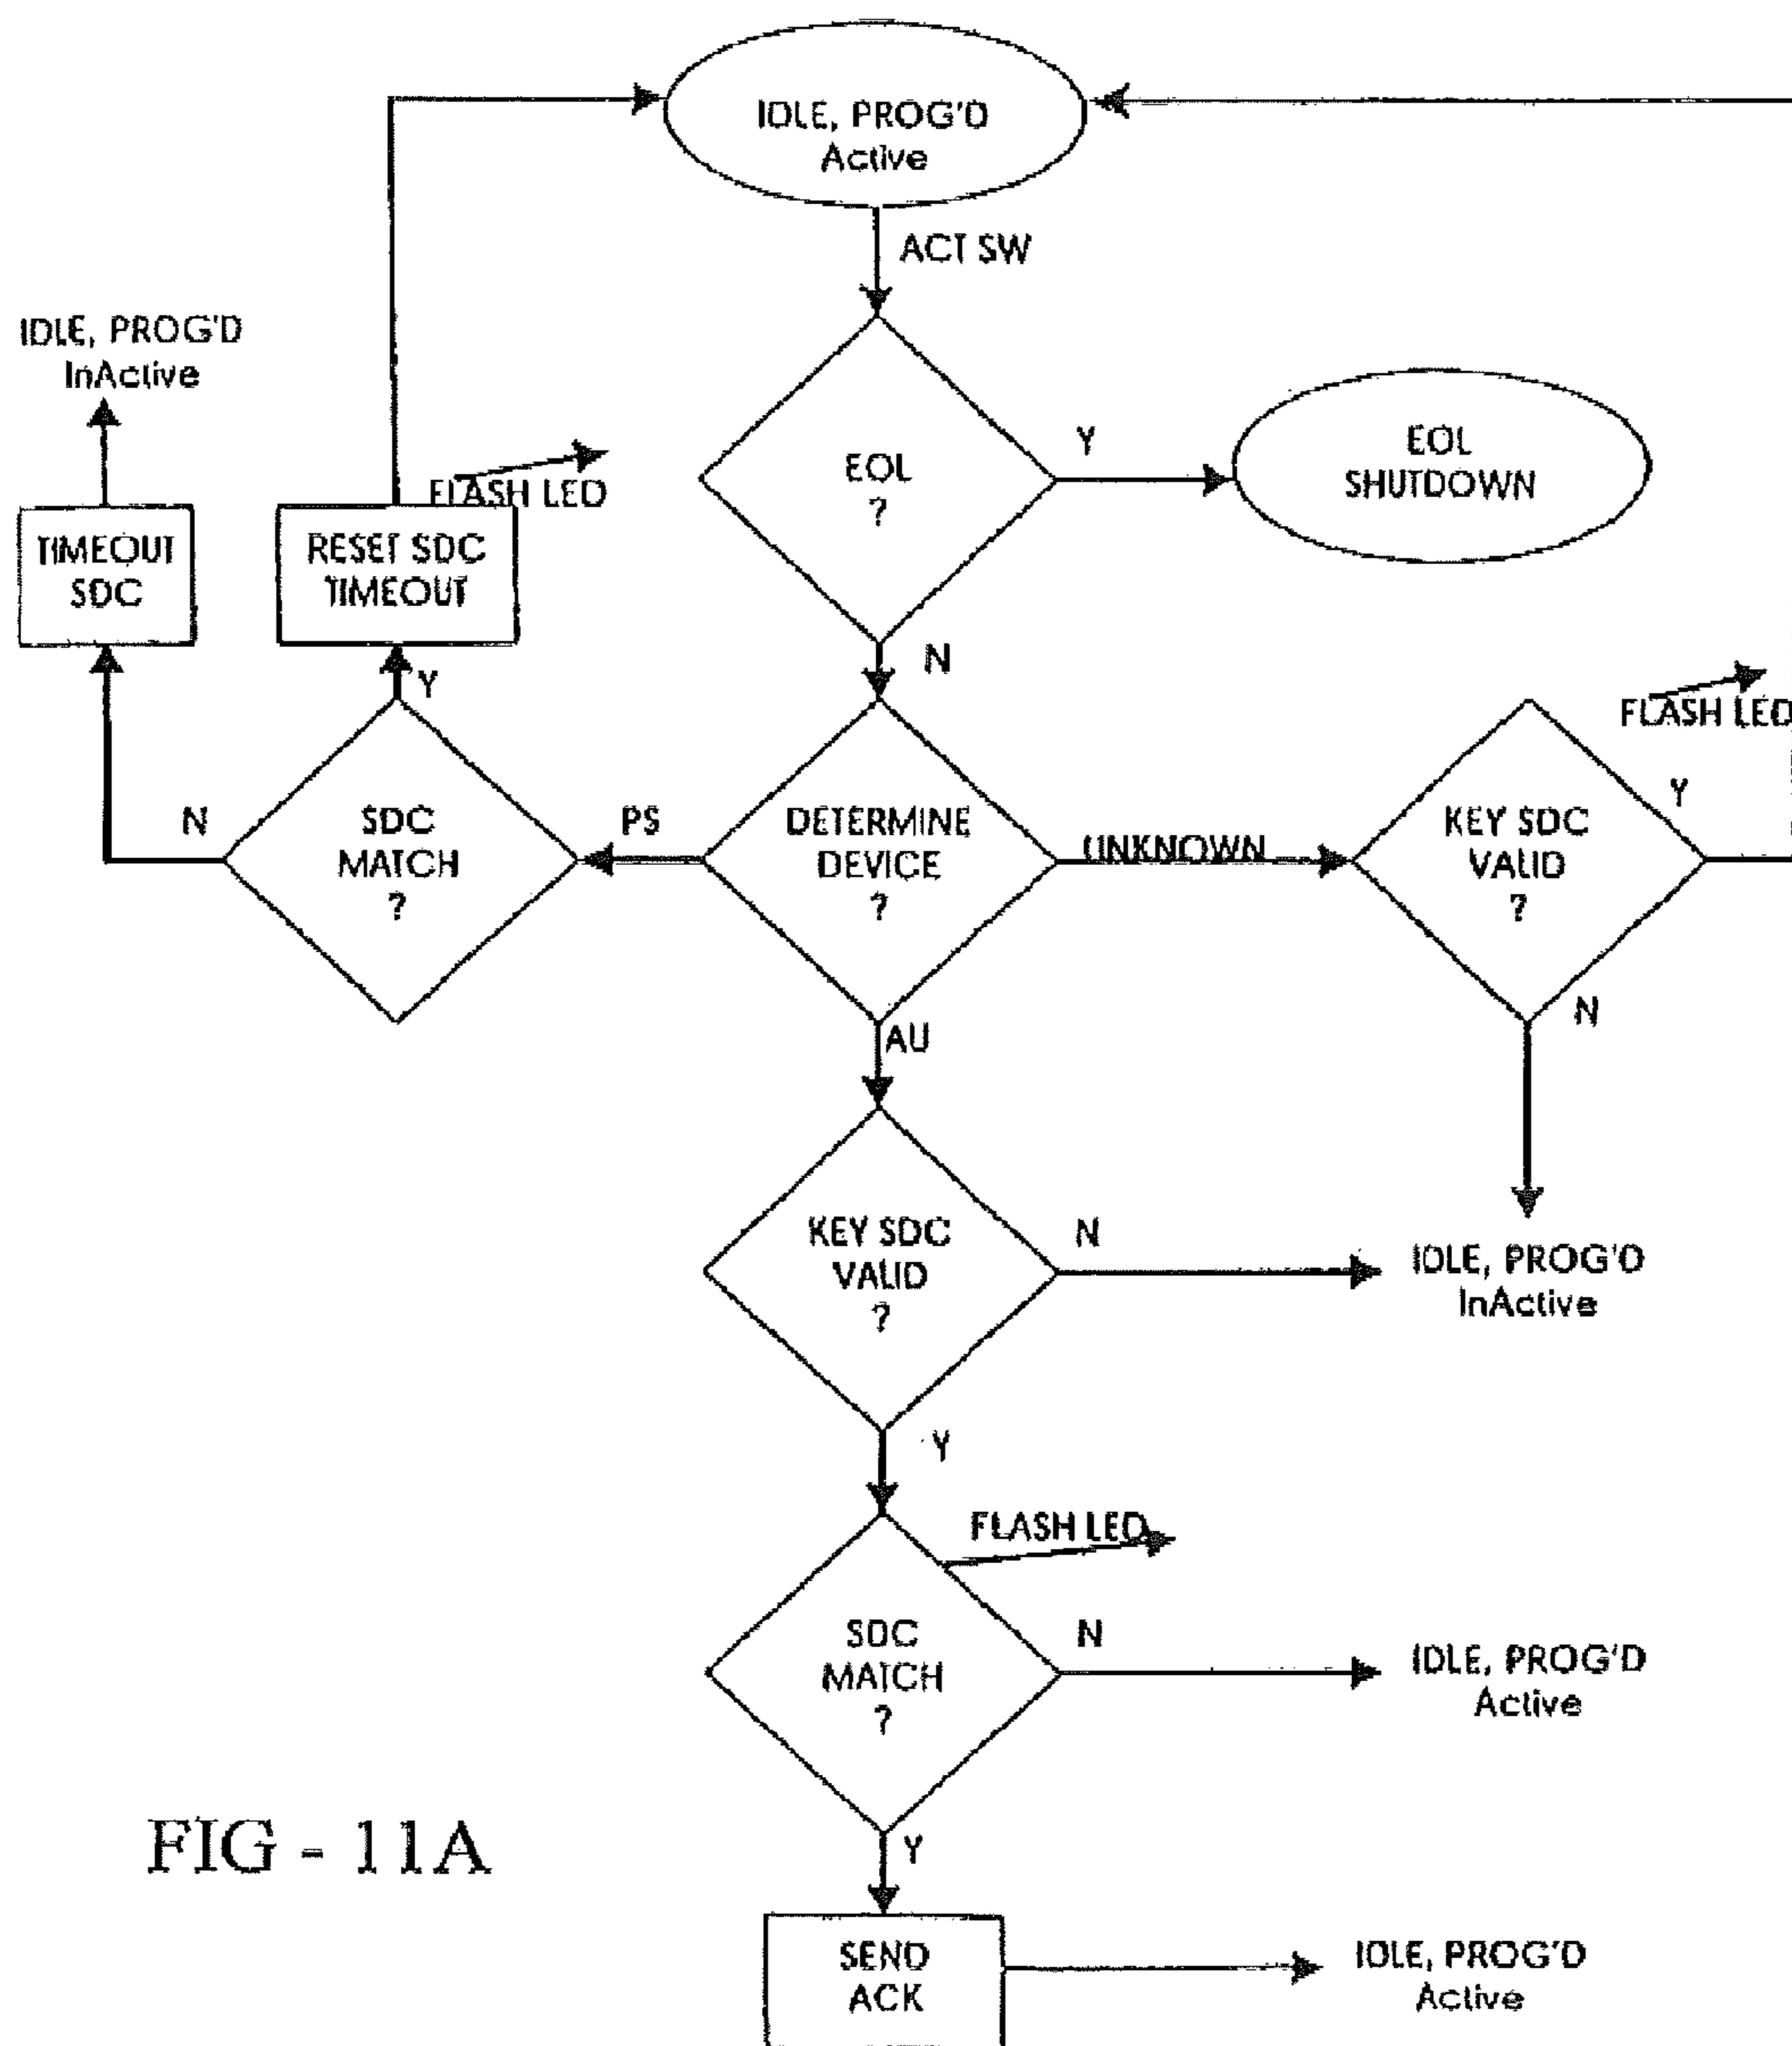 IDLE, PROG'D
Active
ACT SW
IDLE, PROG'D
InActive
EOL
?
Y
EOL
SHUTDOWN
FLASH LED
TIMEOUT
SDC
RESET SDC
TIMEOUT
N
Y
FLASH LED
N
SDC
MATCH
?
PS
DETERMINE
DEVICE
?
UNKNOWN
KEY SDC
VALID
?
Y
N
AU
KEY SDC
VALID
?
N
IDLE, PROG'D
InActive
Y
FLASH LED
SDC
MATCH
?
N
IDLE, PROG'D
Active
Y
FIG - 11A
SEND
ACK
IDLE, PROG'D
Active